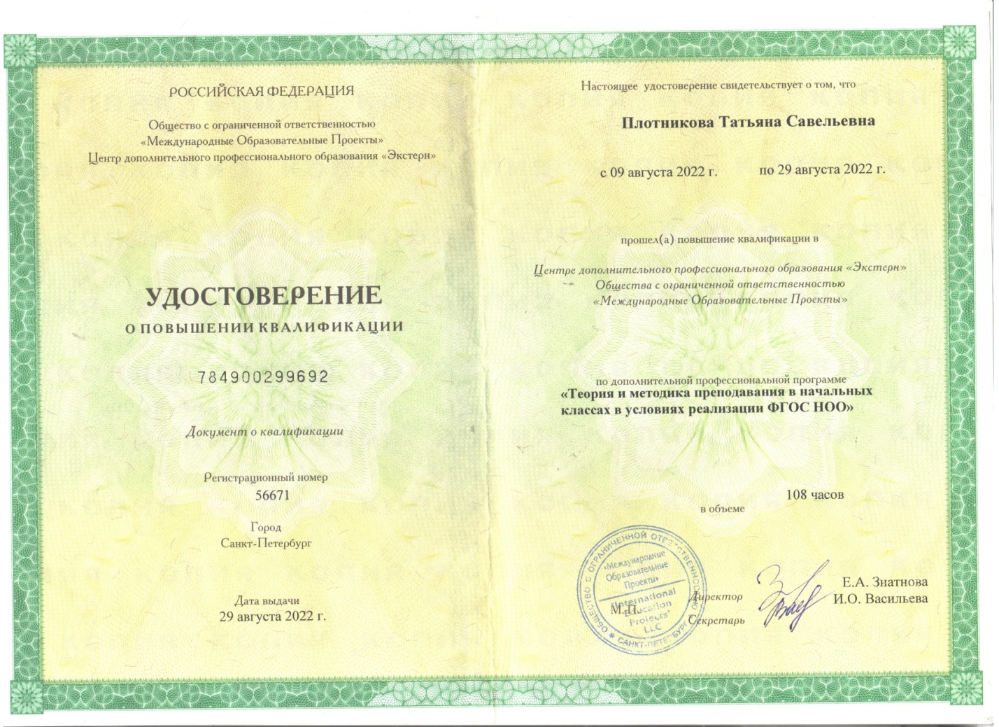 РОССИЙСКАЯ ФЕДЕРАЦИЯ
Общество с ограниченной ответственностью
«Международные Образовательные Проекты»
Центр дополнительного профессионального образования «Экстерн»
УДОСТОВЕРЕНИЕ
О ПОВЫШЕНИИ КВАЛИФИКАЦИИ
784900299692
Документ о квалификации
Регистрационный номер
56671
Город
Санкт-Петербург
Дата выдачи
29 августа 2022 г.
Настоящее удостоверение свидетельствует о том, что
Плотникова Татьяна Савельевна
с 09 августа 2022 г. по 29 августа 2022 г.
прошел(а) повышение квалификации в
Центре дополнительного профессионального образования «Экстерн»
Общества с ограниченной ответственностью
«Международные Образовательные Проекты»
по дополнительной профессиональной программе
«Теория и методика преподавания в начальных
классах в условиях реализации ФГОС НОО»
108 часов
в объеме
ОБЩЕСТВО С ОГРАНИЧЕННОЙ ОТВЕТСТВЕННОСТЬЮ
САНКТ-ПЕТЕРБУРГ
«Международные
Образовательные
Проекты»
"International
Education
Projects"
LLC
М.П.
Директор
Секретарь
Е.А. Знатнова
И.О. Васильева